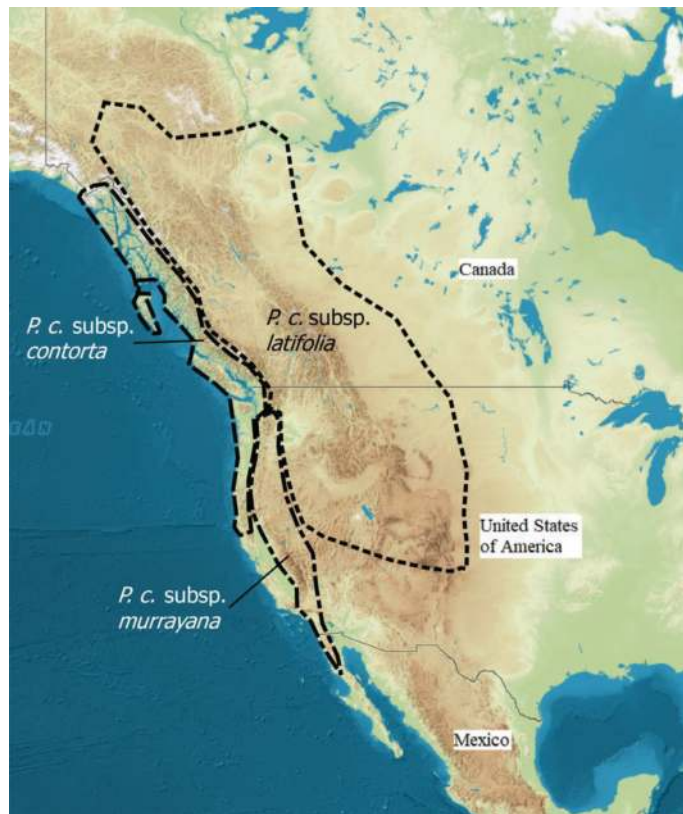 Canada
P. c. subsp.
contorta
P. c. subsp.
latifolia
United States
of America
P. c. subsp.
murrayana
Mexico